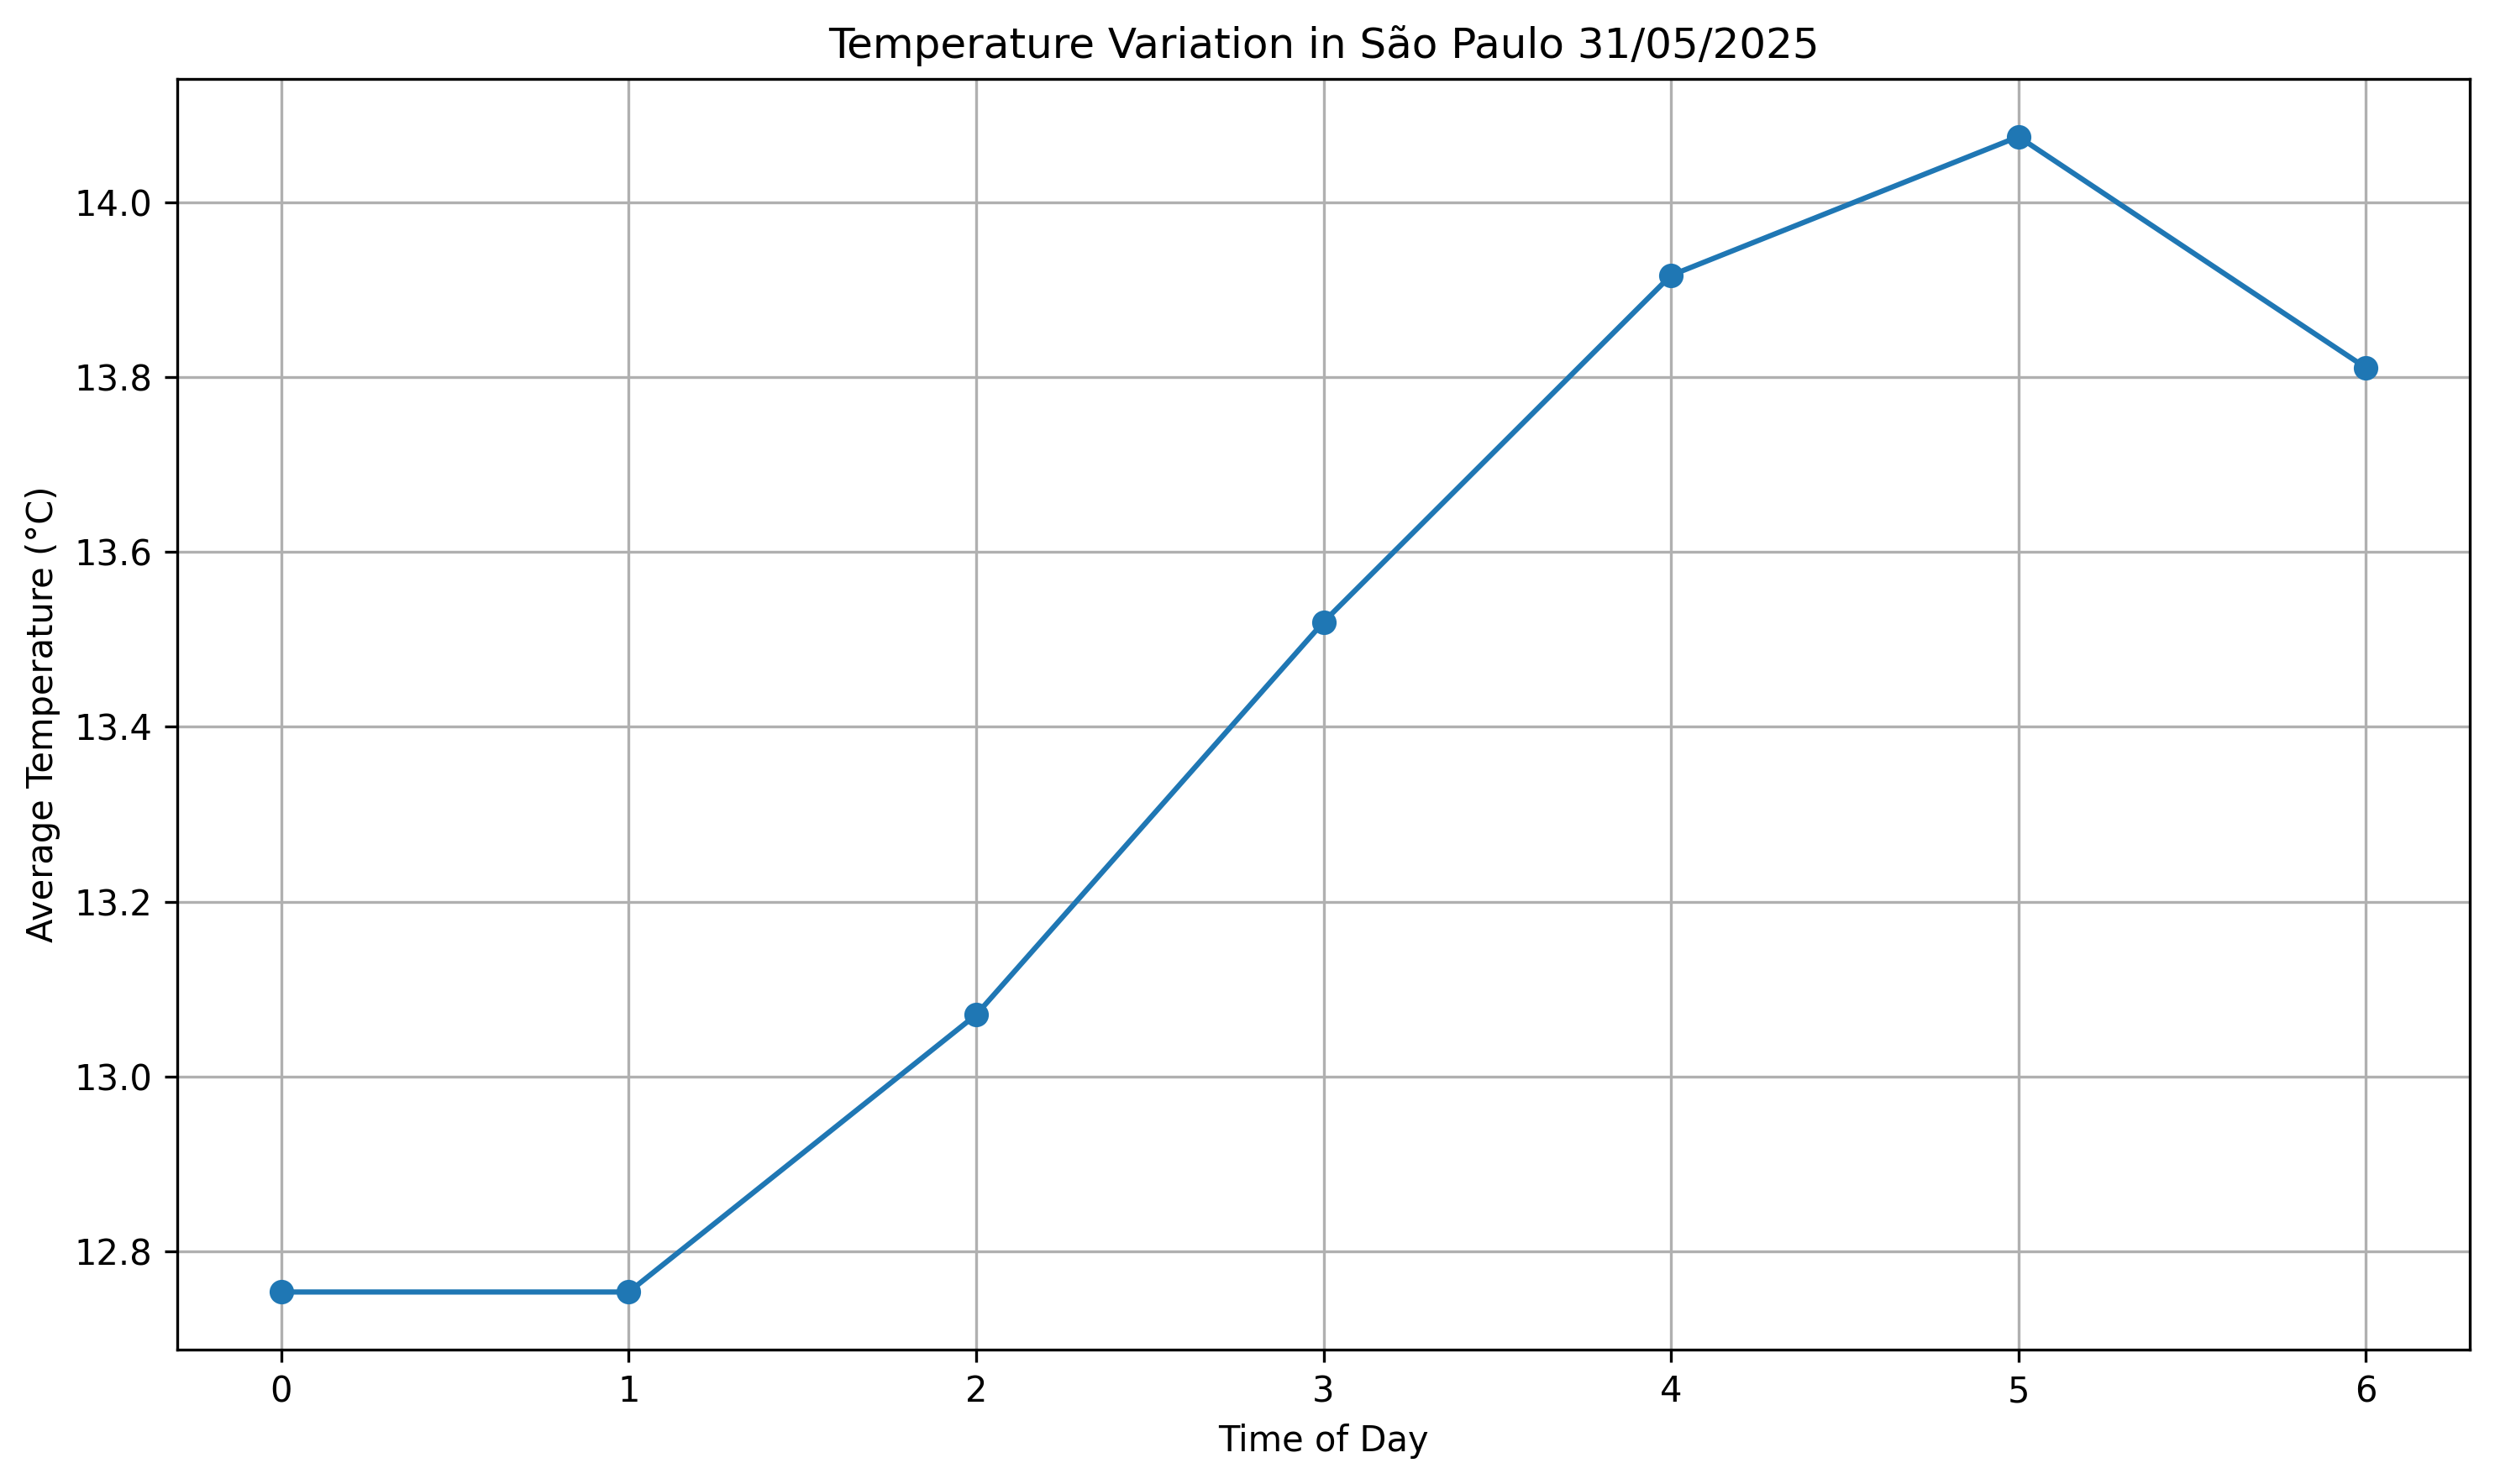 Temperature Variation in São Paulo 31/05/2025
Average Temperature (°C)
14.0
13.8
13.6
13.4
13.2
13.0
12.8
0 1 2 3 4 5 6
Time of Day